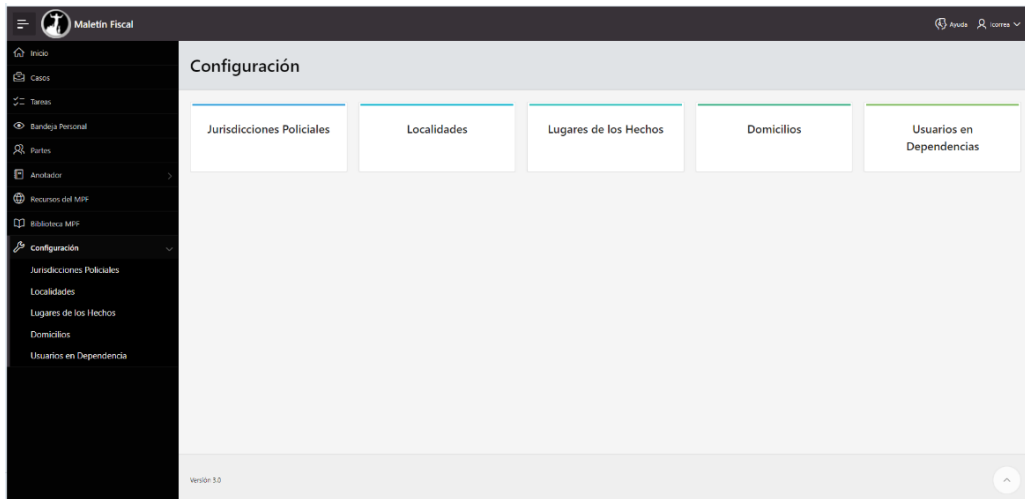 Maletín Fiscal
Ayuda
lcorrea
Inicio
Casos
Tareas
Bandeja Personal
Partes
Anotador
Recursos del MPF
Biblioteca MPF
Configuración
Jurisdicciones Policiales
Localidades
Lugares de los Hechos
Domicilios
Usuarios en Dependencia
Configuración
Jurisdicciones Policiales
Localidades
Lugares de los Hechos
Domicilios
Usuarios en
Dependencias
Versión 5.0